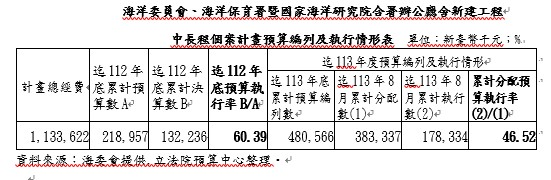 海洋委員會、海洋保育署暨國家海洋研究院合署辦公廳舍新建工程
中長程個案計畫預算編列及執行情形表 單位：新臺幣千元；%
計畫總經費 迄112年底累計預算數A 迄112年底累計決算數B 迄112年底預算執行率B/A 迄113年度預算編列及執行情形
迄113年底累計預算編列數 迄113年8月累計分配數(1) 迄113年8月累計執行數(2) 累計分配預算執行率(2)/(1)
1,133,622 218,957 132,236 60.39 480,566 383,337 178,334 46.52
資料來源：海委會提供，立法院預算中心整理。